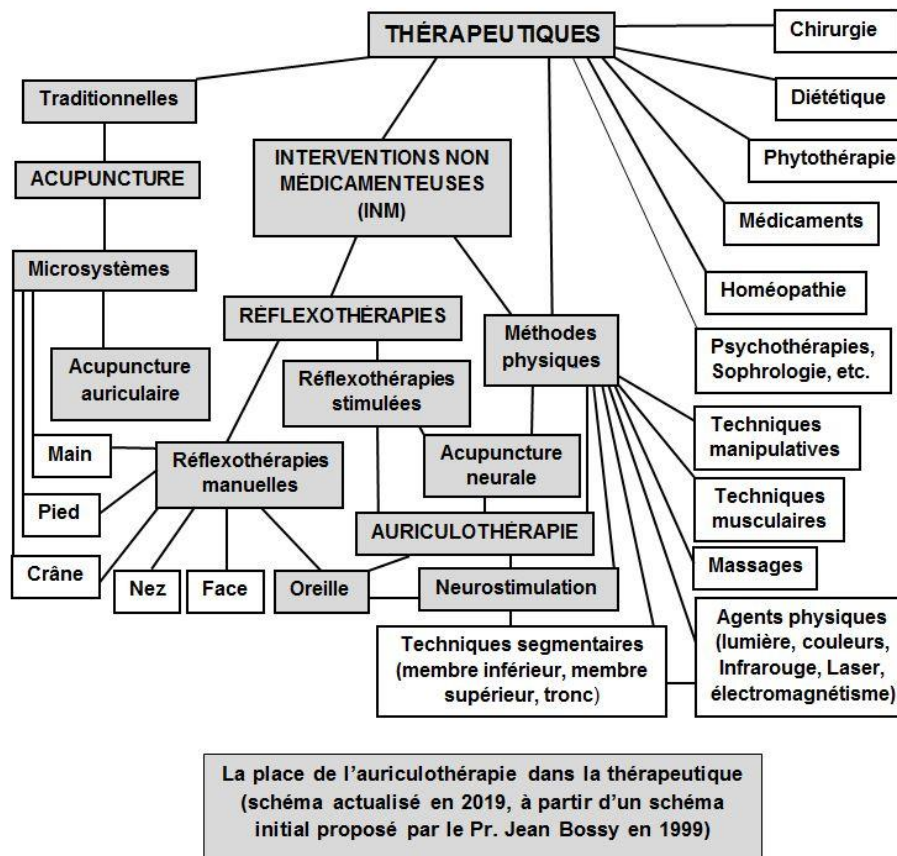 THÉRAPEUTIQUES
Chirurgie
Diététique
Phytothérapie
Médicaments
Homéopathie
Psychothérapies,
Sophrologie, etc.
Traditionnelles
ACUPUNCTURE
Microsystèmes
Acupuncture
auriculaire
INTERVENTIONS NON
MÉDICAMENTEUSES
(INM)
RÉFLEXOTHÉRAPIES
Réflexothérapies
stimulées
Méthodes
physiques
Main
Pied
Crâne
Réflexothérapies
manuelles
Nez
Face
Oreille
Acupuncture
neurale
AURICULOTHÉRAPIE
Neurostimulation
Techniques segmentaires
(membre inférieur, membre
supérieur, tronc)
Techniques
manipulatives
Techniques
musculaires
Massages
Agents physiques
(lumière, couleurs,
Infrarouge, Laser,
électromagnétisme)
La place de l’auriculothérapie dans la thérapeutique
(schéma actualisé en 2019, à partir d’un schéma
initial proposé par le Pr. Jean Bossy en 1999)